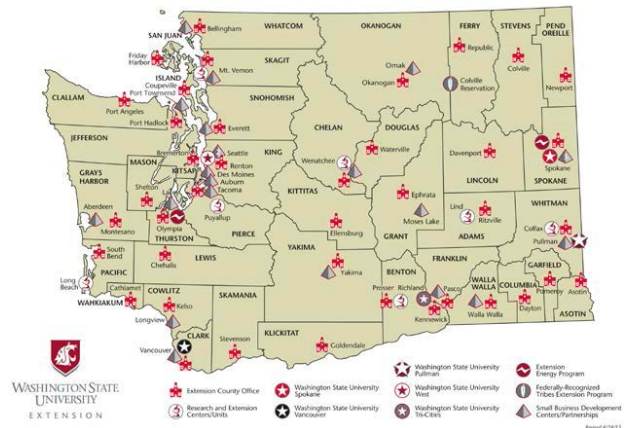 SAN JUAN
Bellingham
WHATCOM
OKANOGAN
FERRY
STEVENS
PEND
OREILLE
Friday
Harbor
SKAGIT
Mt. Vernon
Republic
Omak
Okanogan
Colville
Reservation
Colville
Newport
ISLAND
Coupeville
Port Townsend
CLALLAM
Port Angeles
SNOHOMISH
Port Hadlock
Everett
JEFFERSON
CHELAN
DOUGLAS
Waterville
Wenatchee
Bremerton
KITSAP
Seattle
Renton
Des Moines
Auburn
Tacoma
KING
Davenport
LINCOLN
Spokane
SPOKANE
GRAYS
HARBOR
MASON
Shelton
KITTITAS
Ellensburg
Ephrata
Moses Lake
GRANT
Lind
Ritzville
ADAMS
WHITMAN
Colfax
Pullman
Aberdeen
Montesano
Olympia
THURSTON
Puyallup
PIERCE
South
Bend
PACIFIC
Long
Beach
Chehalis
LEWIS
YAKIMA
Yakima
BENTON
Prosser
Richland
FRANKLIN
Pasco
Kennewick
WALLA
WALLA
Walla Walla
COLUMBIA
Dayton
GARFIELD
Pomeroy
Asotin
ASOTIN
WAHKIAKUM
Cathlamet
COWLITZ
Kelso
Longview
SKAMANIA
Stevenson
KLICKITAT
Goldendale
CLARK
Vancouver
WASHINGTON STATE
UNIVERSITY
EXTENSION
Extension County Office
Research and Extension
Centers/Units
Washington State University
Spokane
Washington State University
Vancouver
Washington State University
Pullman
Washington State University
West
Washington State University
Tri-Cities
Extension
Energy Program
Federally-Recognized
Tribes Extension Program
Small Business Development
Centers/Partnerships